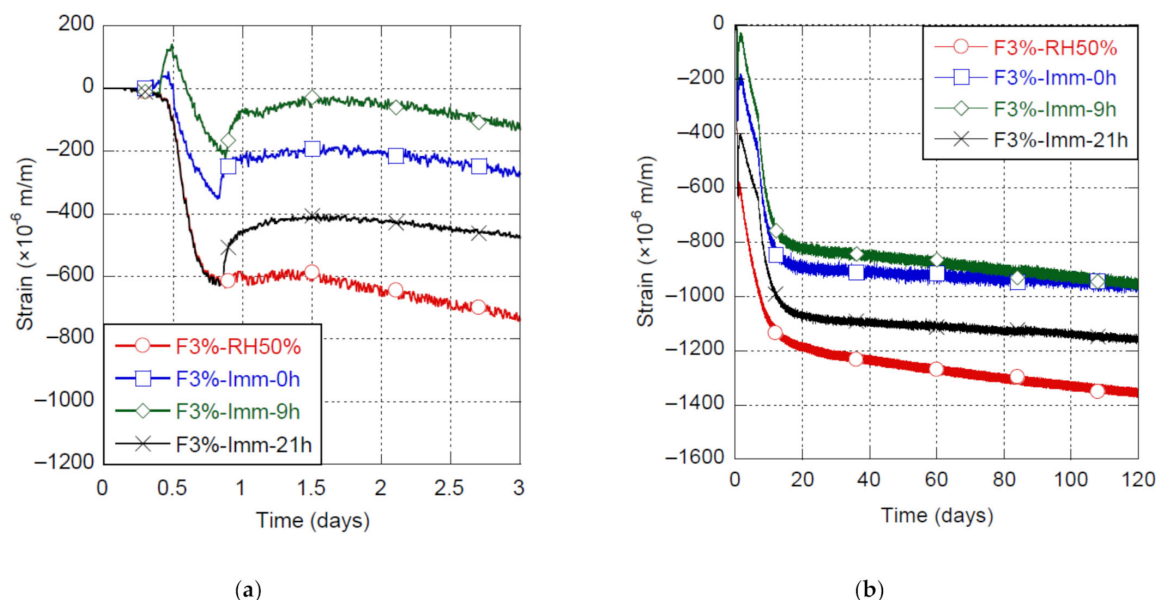 200
0
−200
−400
−600
−800
−1000
−1200
Strain (×10⁻⁶ m/m)
F3%-RH50%
F3%-Imm-0h
F3%-Imm-9h
F3%-Imm-21h
0 0.5 1 1.5 2 2.5 3
Time (days)
(a)
0
−200
−400
−600
−800
−1000
−1200
−1400
−1600
Strain (×10⁻⁶ m/m)
F3%-RH50%
F3%-Imm-0h
F3%-Imm-9h
F3%-Imm-21h
0 20 40 60 80 100 120
Time (days)
(b)